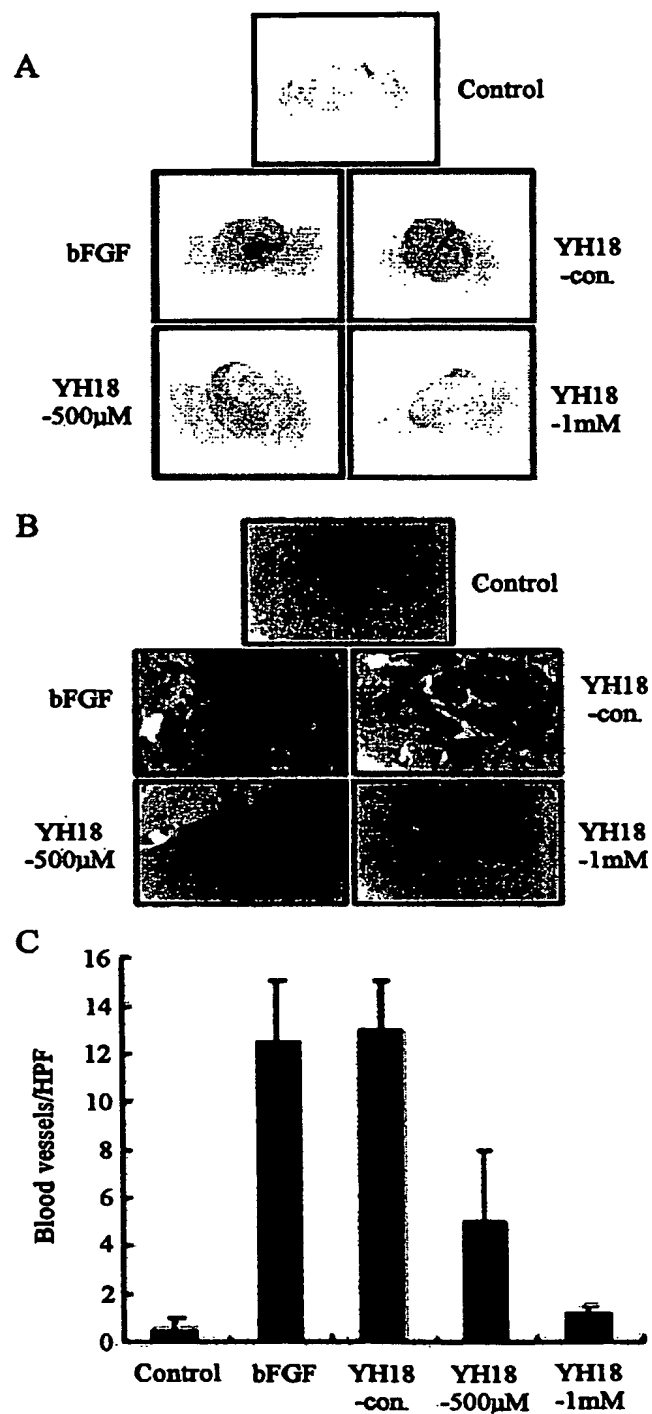 A
Control
bFGF
YH18
-con.
YH18
-500μM
YH18
-1mM
B
Control
bFGF
YH18
-con.
YH18
-500μM
YH18
-1mM
C
Blood vessels/HPF
16
14
12
10
8
6
4
2
0
Control
bFGF
YH18
-con.
YH18
-500μM
YH18
-1mM